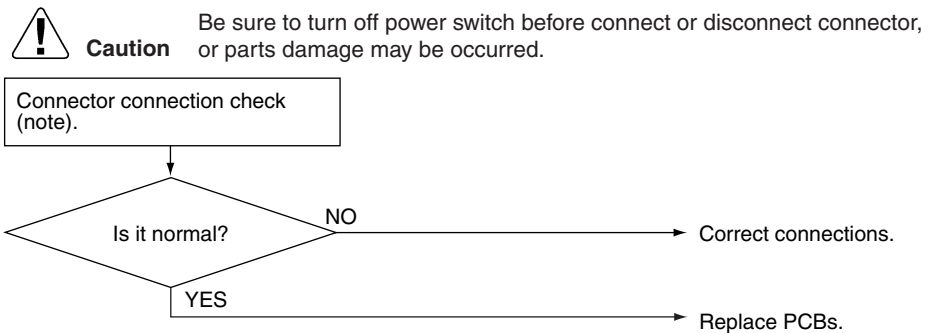 Be sure to turn off power switch before connect or disconnect connector,
Caution or parts damage may be occurred.
Connector connection check
(note).
Is it normal?
NO
Correct connections.
YES
Replace PCBs.